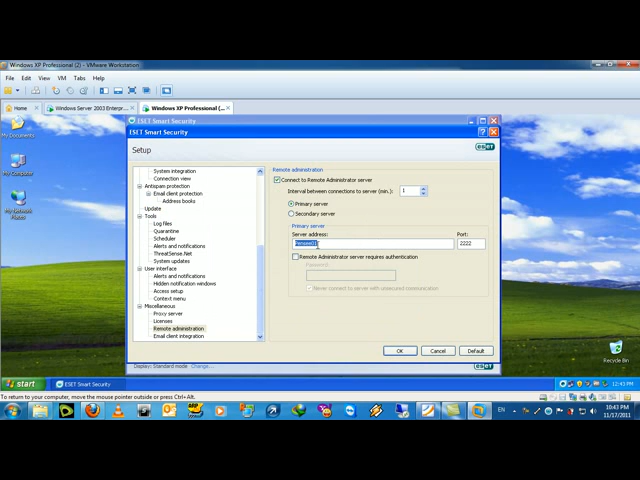 Windows XP Professional (2) - VMware Workstation
File Edit View VM Tabs Help
Home
Windows Server 2003 Enterpr...
Windows XP Professional (...
My Documents
My Computer
My Network Places
Recycle Bin
ESET Smart Security
ESET Smart Security
Setup
eset
System integration
Connection view
Antispam protection
Email client protection
Address books
Update
Tools
Log files
Quarantine
Scheduler
Alerts and notifications
ThreatSense.Net
System updates
User interface
Alerts and notifications
Hidden notification windows
Access setup
Context menu
Miscellaneous
Proxy server
Licenses
Remote administration
Email client integration
Remote administration
Connect to Remote Administrator server
Interval between connections to server (min.) 1
Primary server
Secondary server
Primary server
Server address: Port:
2222
Remote Administrator server requires authentication
Password:
Never connect to server with unsecured communication
OK Cancel Default
Display: Standard mode Change...
eset
start
ESET Smart Security
12:43 PM
To return to your computer, move the mouse pointer outside or press Ctrl+Alt.
EN
10:43 PM
11/17/2011